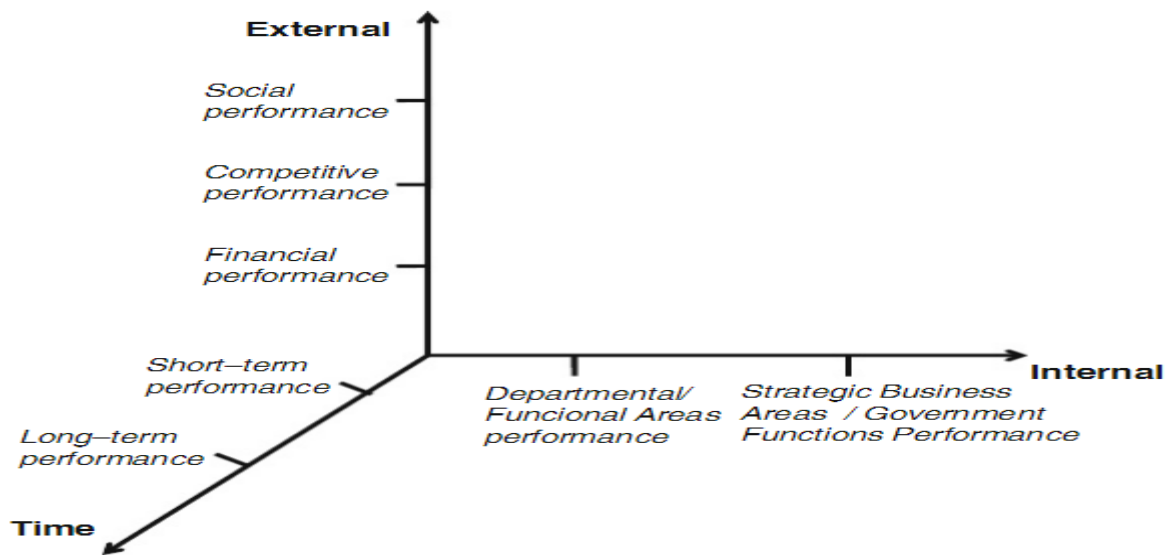 External
Social
performance
Competitive
performance
Financial
performance
Short–term
performance
Long–term
performance
Time
Departmental/
Funcional Areas
performance
Strategic Business
Areas / Government
Functions Performance
Internal